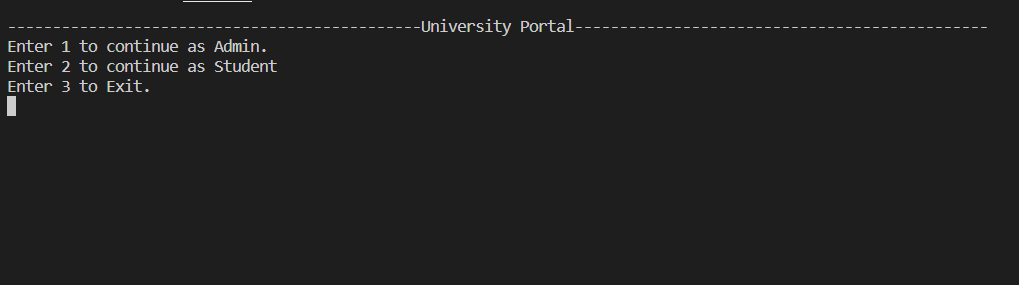 ----------------------------------------------University Portal----------------------------------------------
Enter 1 to continue as Admin.
Enter 2 to continue as Student
Enter 3 to Exit.